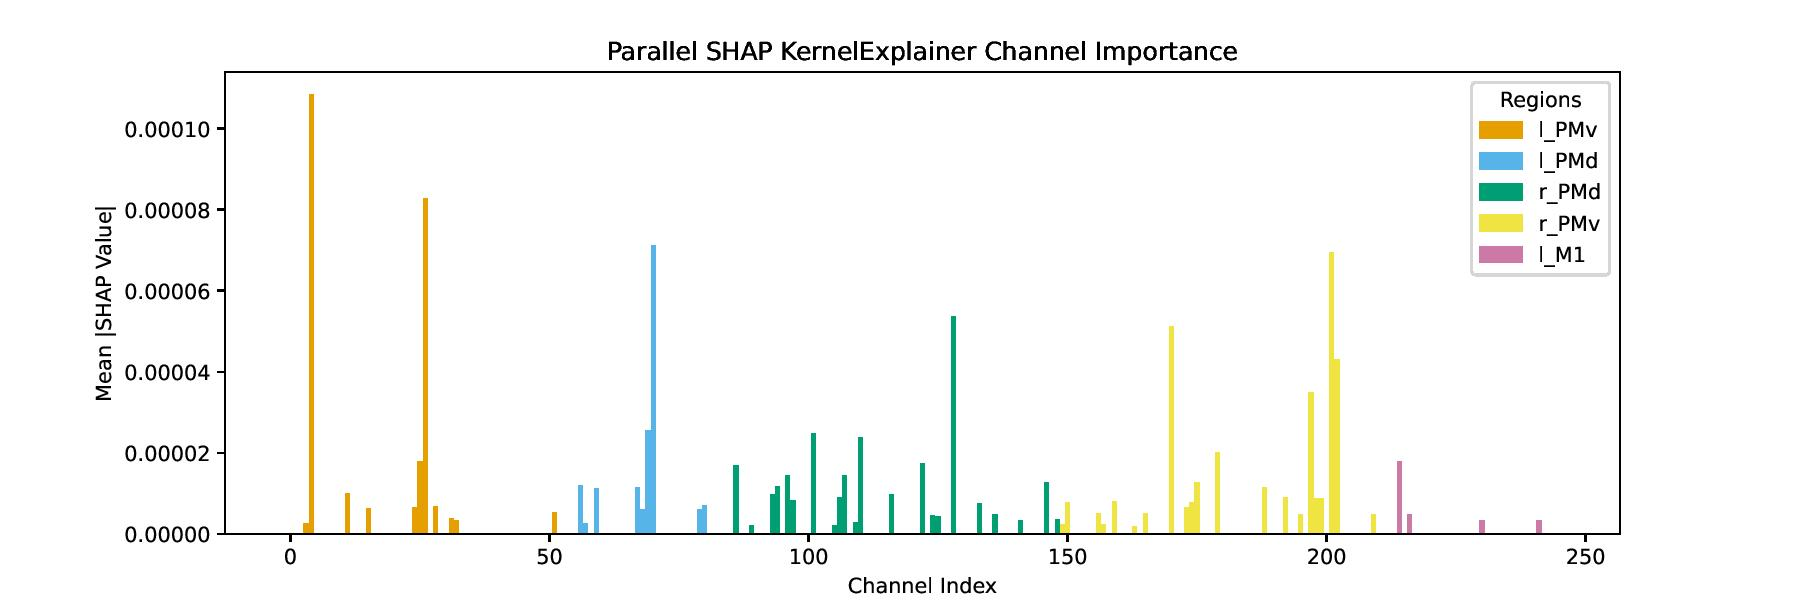 Parallel SHAP KernelExplainer Channel Importance
Mean |SHAP Value|
0.00010
0.00008
0.00006
0.00004
0.00002
0.00000
0 50 100 150 200 250
Channel Index
Regions
l_PMv
l_PMd
r_PMd
r_PMv
l_M1